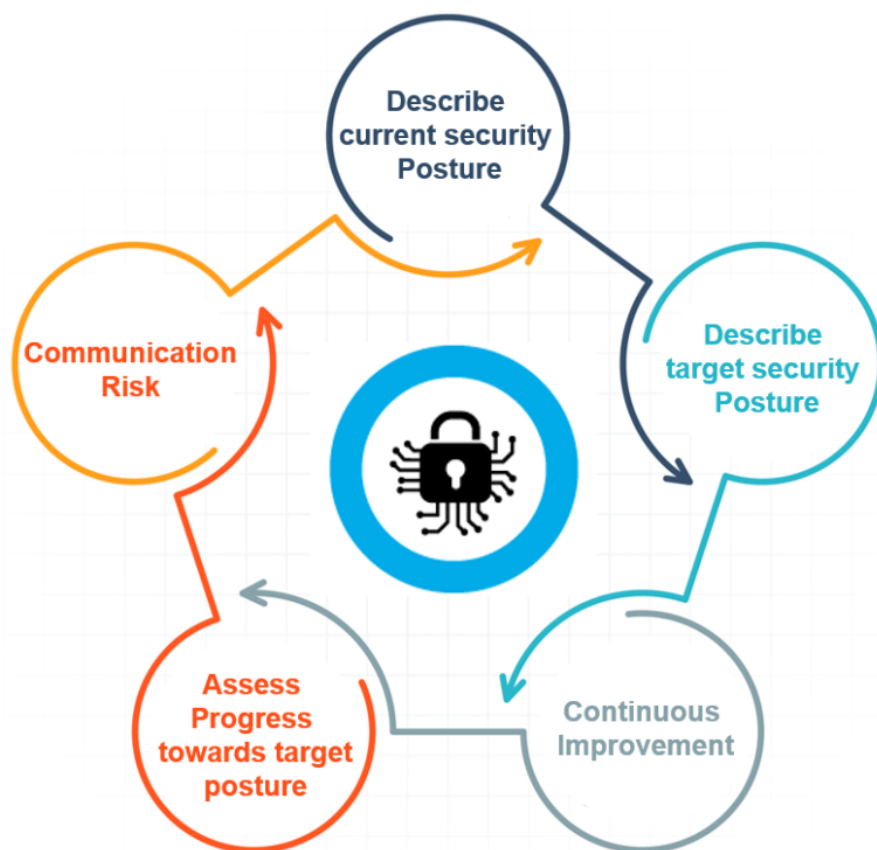 Describe
current security
Posture
Describe
target security
Posture
Continuous
Improvement
Assess
Progress
towards target
posture
Communication
Risk